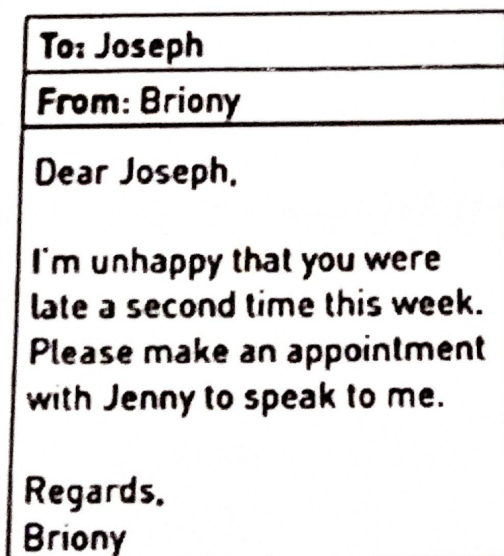 To: Joseph
From: Briony
Dear Joseph,
I'm unhappy that you were
late a second time this week.
Please make an appointment
with Jenny to speak to me.
Regards,
Briony